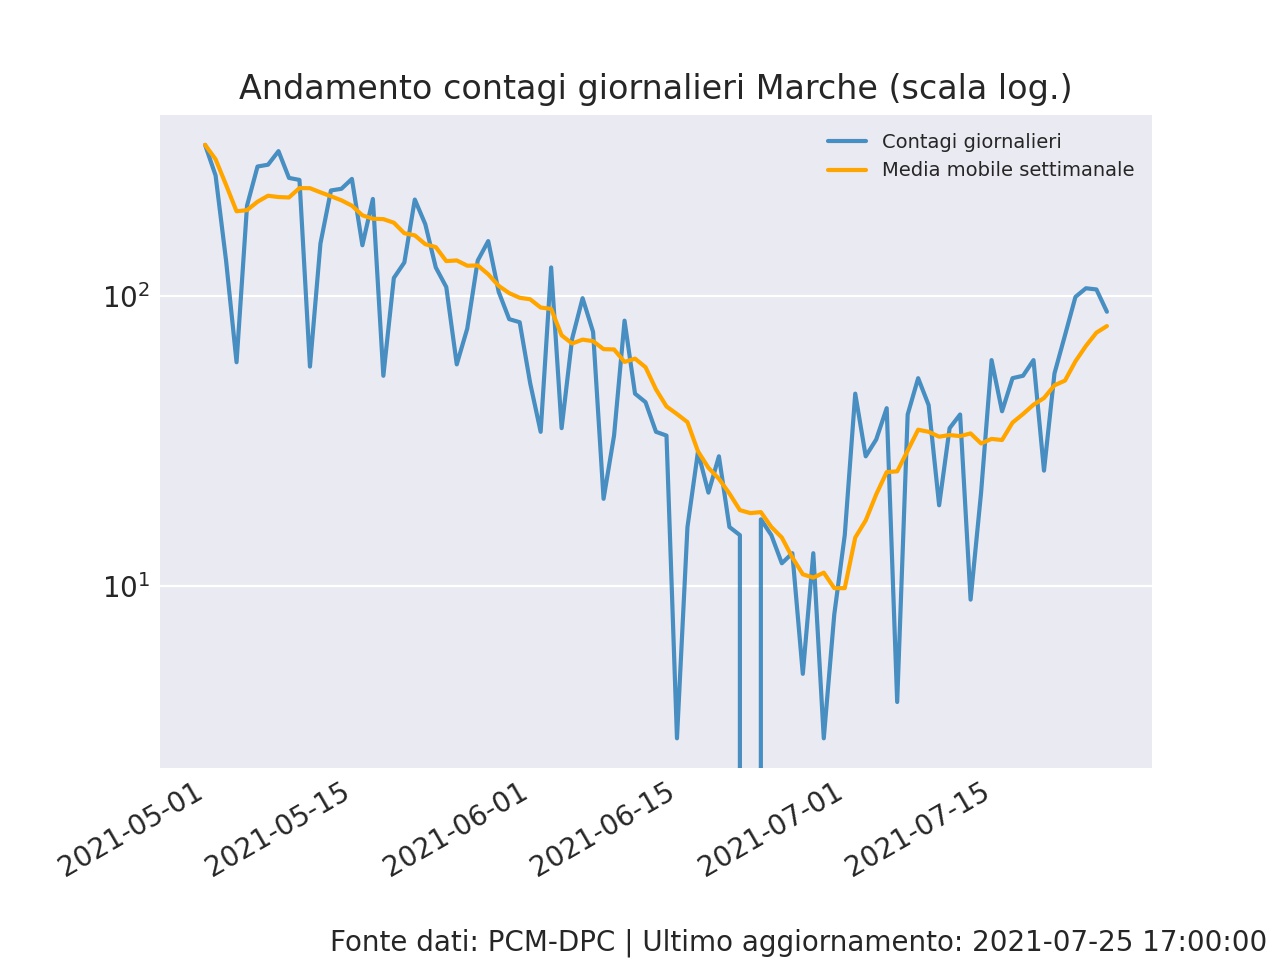 Andamento contagi giornalieri Marche (scala log.)
Contagi giornalieri
Media mobile settimanale
10²
10¹
2021-05-01
2021-05-15
2021-06-01
2021-06-15
2021-07-01
2021-07-15
Fonte dati: PCM-DPC | Ultimo aggiornamento: 2021-07-25 17:00:00